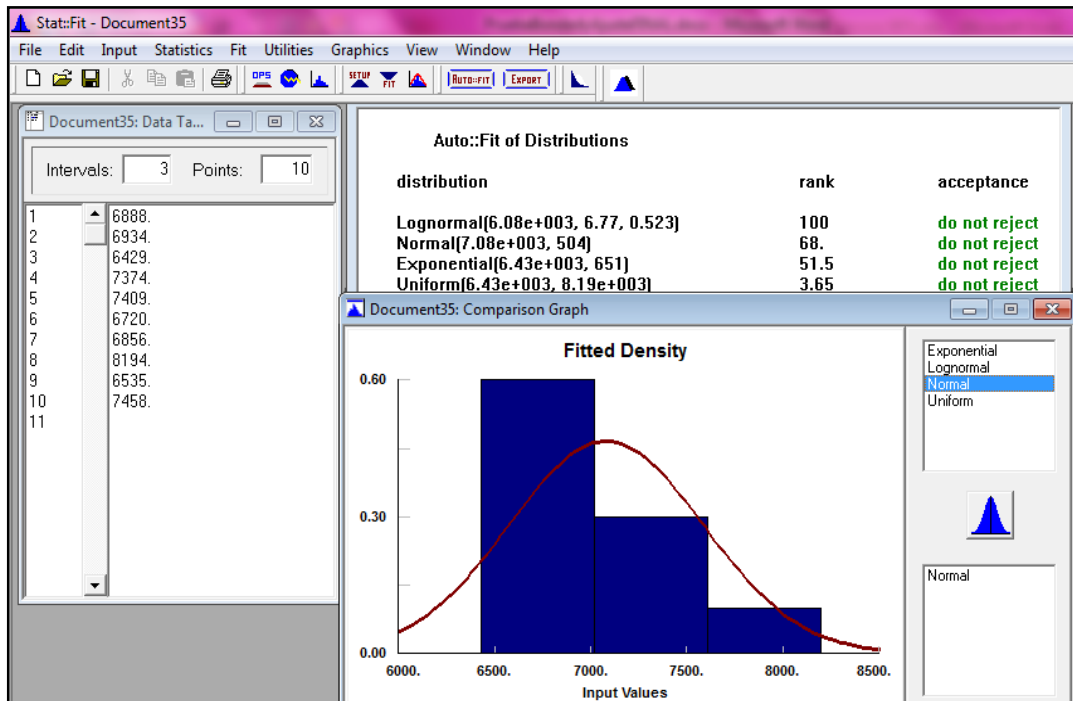 Stat::Fit - Document35
File Edit Input Statistics Fit Utilities Graphics View Window Help
OPS SETUP FIT AUTO::FIT EXPORT
Document35: Data Ta...
Intervals: 3 Points: 10
1 6888.
2 6934.
3 6429.
4 7374.
5 7409.
6 6720.
7 6856.
8 8194.
9 6535.
10 7458.
11
Auto::Fit of Distributions
distribution rank acceptance
Lognormal(6.08e+003, 6.77, 0.523) 100 do not reject
Normal(7.08e+003, 504) 68. do not reject
Exponential(6.43e+003, 651) 51.5 do not reject
Uniform(6.43e+003, 8.19e+003) 3.65 do not reject
Document35: Comparison Graph
Fitted Density
0.60
0.30
0.00
6000. 6500. 7000. 7500. 8000. 8500.
Input Values
Exponential
Lognormal
Normal
Uniform
Normal